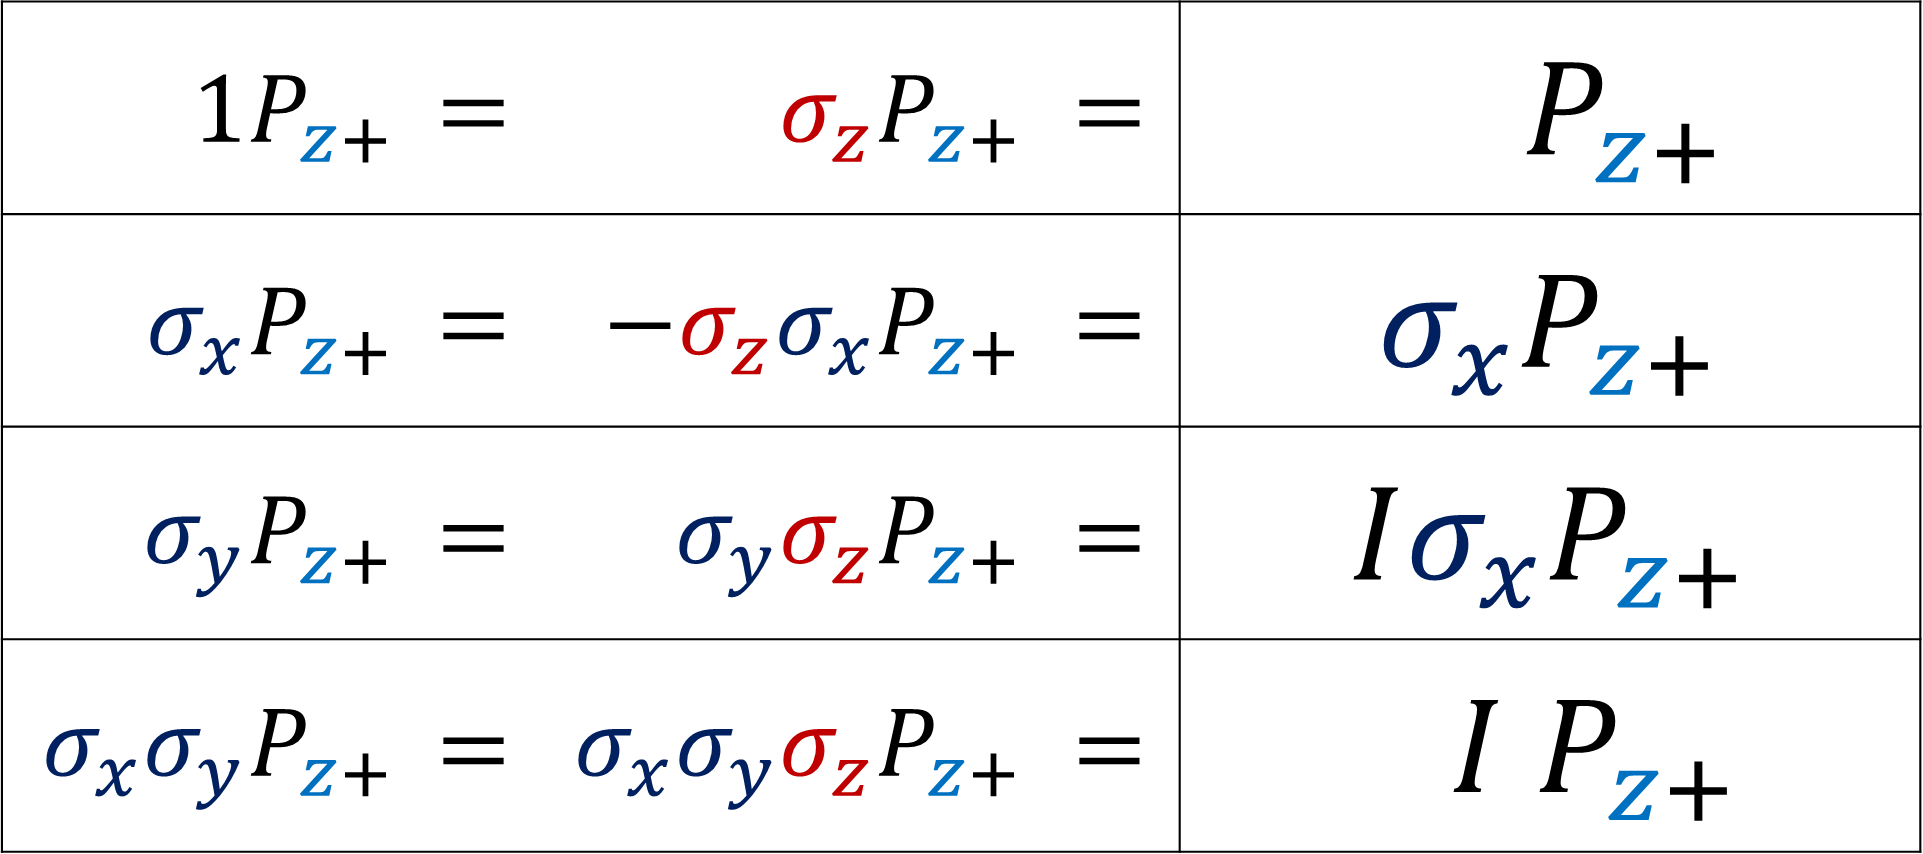 1P_{z+} = σ_z P_{z+} = P_{z+}
σ_x P_{z+} = −σ_z σ_x P_{z+} = σ_x P_{z+}
σ_y P_{z+} = σ_y σ_z P_{z+} = I σ_x P_{z+}
σ_x σ_y P_{z+} = σ_x σ_y σ_z P_{z+} = I P_{z+}